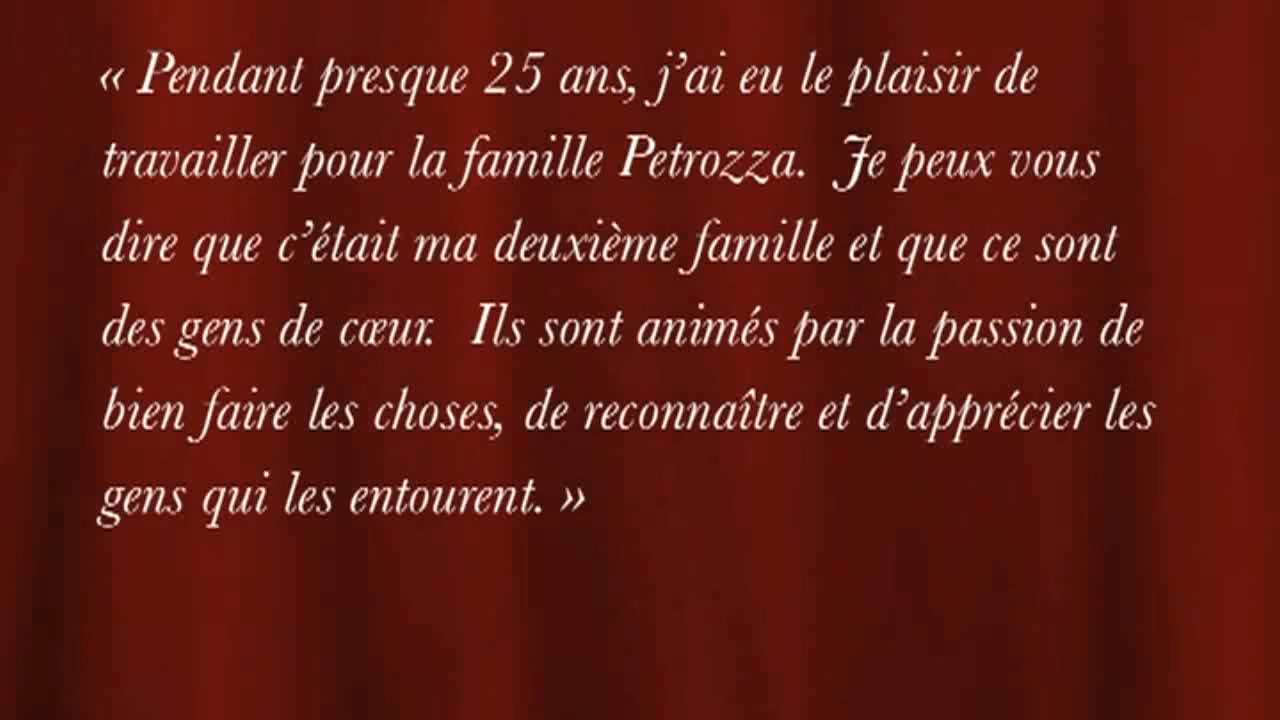 « Pendant presque 25 ans, j’ai eu le plaisir de
travailler pour la famille Petrozza.  Je peux vous
dire que c’était ma deuxième famille et que ce sont
des gens de cœur.  Ils sont animés par la passion de
bien faire les choses, de reconnaître et d’apprécier les
gens qui les entourent. »